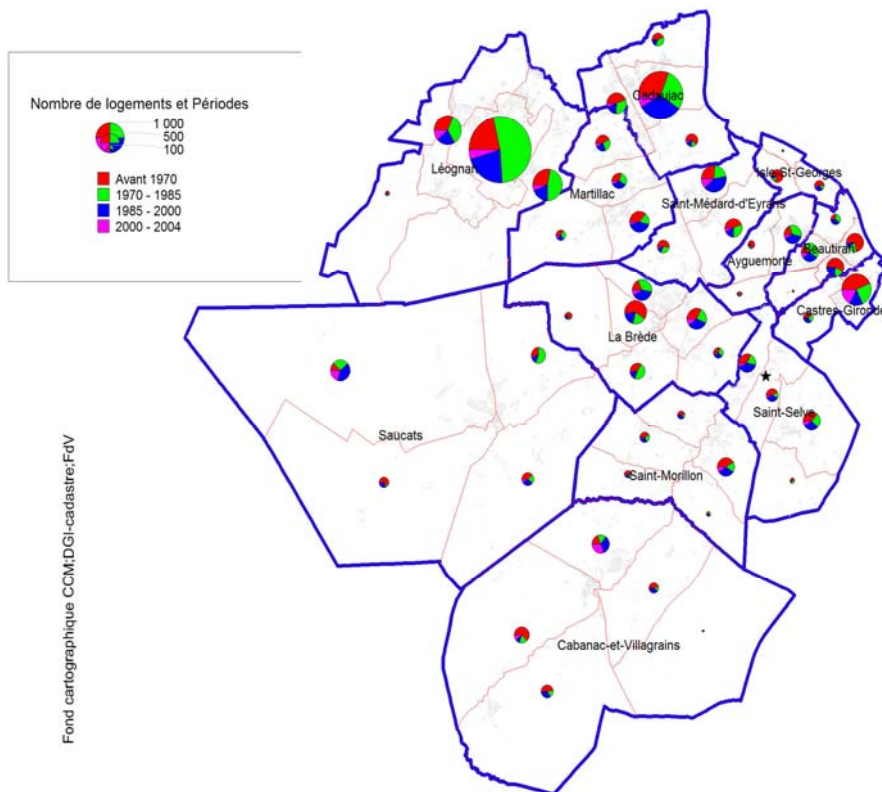 Nombre de logements et Périodes
1 000
500
100
Avant 1970
1970 - 1985
1985 - 2000
2000 - 2004
Cadaujac
Léognan
Martillac
Isle-St-Georges
Saint-Médard-d'Eyrans
Ayguemorte
Beautiran
Castres-Gironde
La Brède
Saint-Selve
Saucats
Saint-Morillon
Cabanac-et-Villagrains
Fond cartographique CCM;DGI-cadastre;FdV